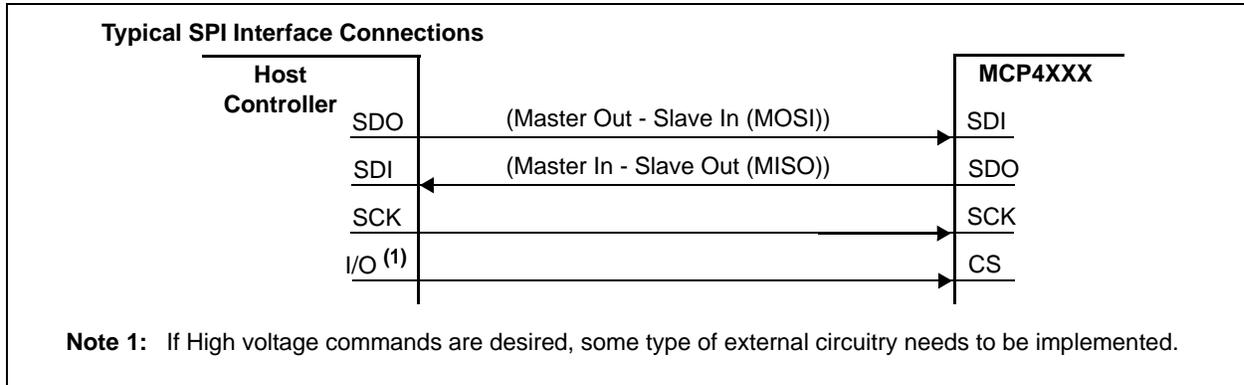 Typical SPI Interface Connections
Host
Controller
MCP4XXX
SDO (Master Out - Slave In (MOSI)) SDI
SDI (Master In - Slave Out (MISO)) SDO
SCK SCK
I/O (1) CS
Note 1: If High voltage commands are desired, some type of external circuitry needs to be implemented.